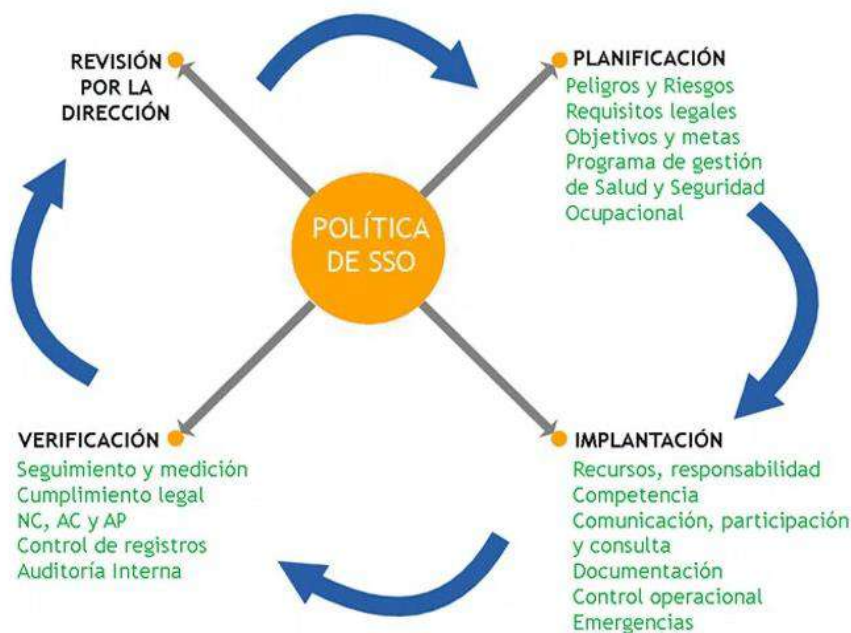 REVISIÓN
POR LA
DIRECCIÓN
PLANIFICACIÓN
Peligros y Riesgos
Requisitos legales
Objetivos y metas
Programa de gestión
de Salud y Seguridad
Ocupacional
POLÍTICA
DE SSO
VERIFICACIÓN
Seguimiento y medición
Cumplimiento legal
NC, AC y AP
Control de registros
Auditoría Interna
IMPLANTACIÓN
Recursos, responsabilidad
Competencia
Comunicación, participación
y consulta
Documentación
Control operacional
Emergencias